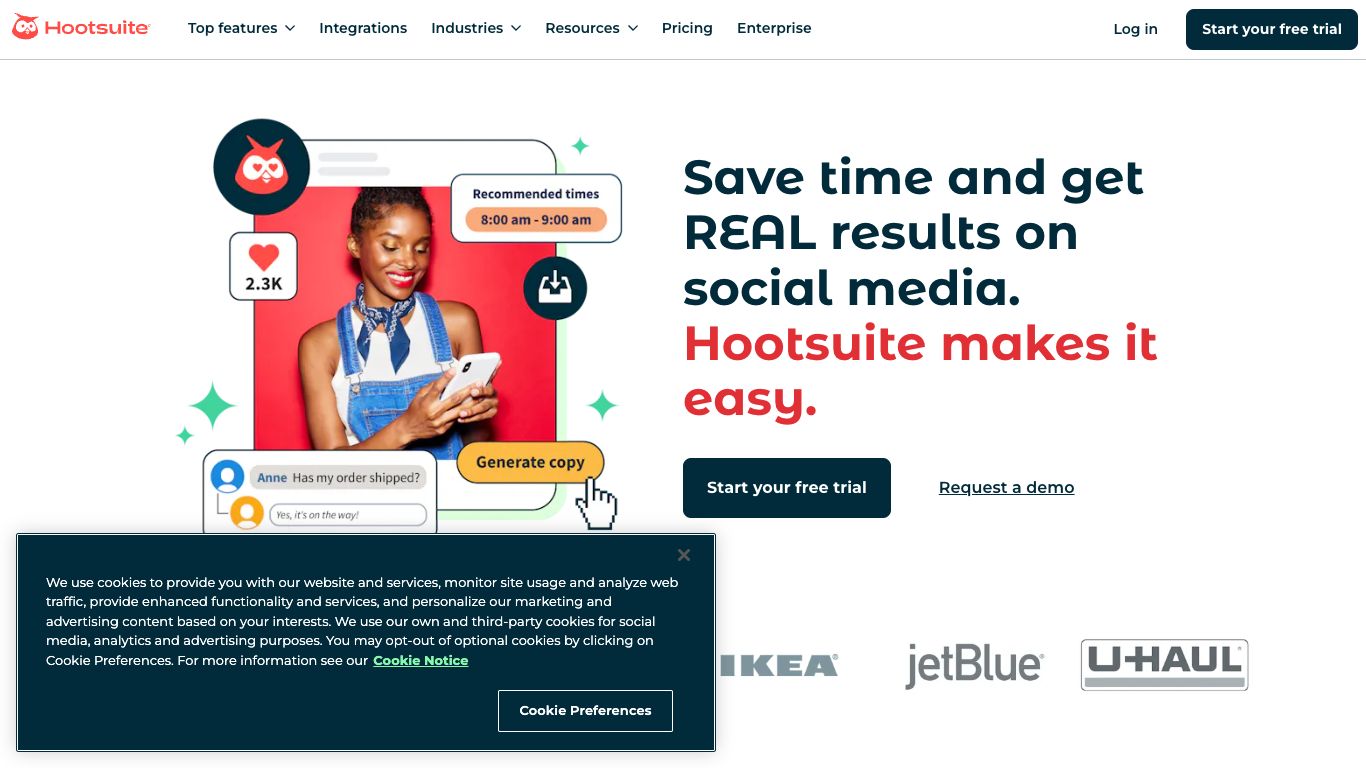 Hootsuite
Top features
Integrations
Industries
Resources
Pricing
Enterprise
Log in
Start your free trial
Recommended times
8:00 am - 9:00 am
2.3K
Generate copy
Anne Has my order shipped?
Yes, it's on the way!
Save time and get
REAL results on
social media.
Hootsuite makes it
easy.
Start your free trial
Request a demo
We use cookies to provide you with our website and services, monitor site usage and analyze web
traffic, provide enhanced functionality and services, and personalize our marketing and
advertising content based on your interests. We use our own and third-party cookies for social
media, analytics and advertising purposes. You may opt-out of optional cookies by clicking on
Cookie Preferences. For more information see our Cookie Notice
Cookie Preferences
IKEA®
jetBlue®
U-HAUL®